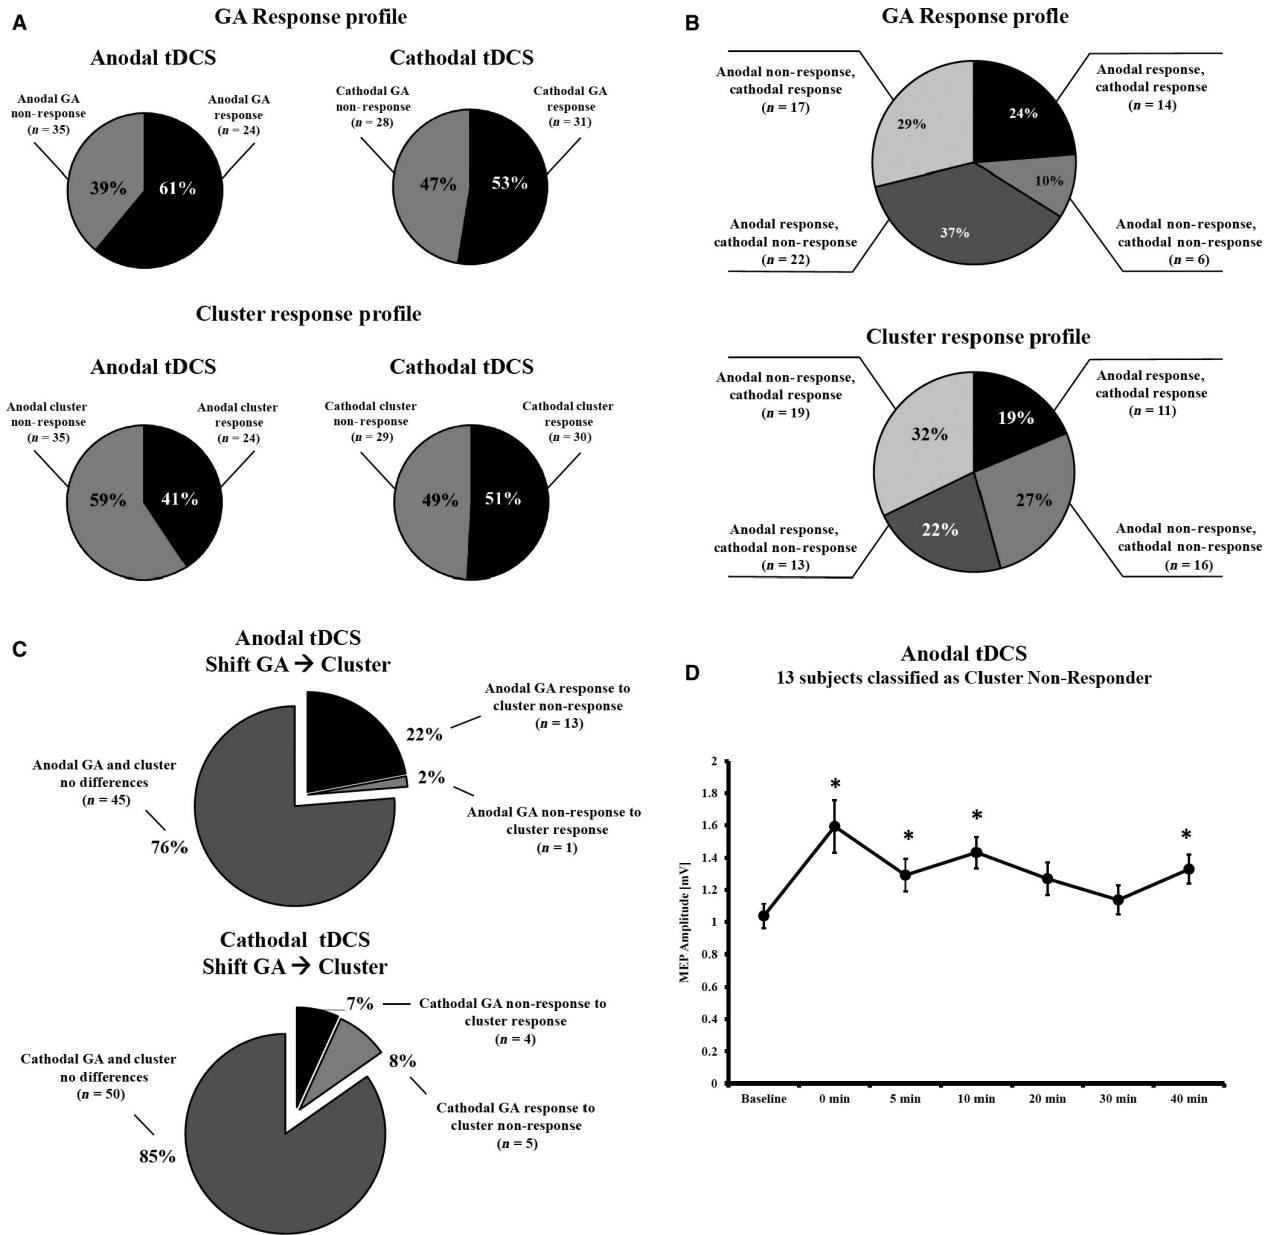 A
GA Response profile
Anodal tDCS
Cathodal tDCS
Anodal GA
non-response
(n = 35)
Anodal GA
response
(n = 24)
39%
61%
Cathodal GA
non-response
(n = 28)
Cathodal GA
response
(n = 31)
47%
53%
Cluster response profile
Anodal tDCS
Cathodal tDCS
Anodal cluster
non-response
(n = 35)
Anodal cluster
response
(n = 24)
59%
41%
Cathodal cluster
non-response
(n = 29)
Cathodal cluster
response
(n = 30)
49%
51%
B
GA Response profle
Anodal non-response,
cathodal response
(n = 17)
Anodal response,
cathodal response
(n = 14)
29%
24%
10%
37%
Anodal response,
cathodal non-response
(n = 22)
Anodal non-response,
cathodal non-response
(n = 6)
Cluster response profile
Anodal non-response,
cathodal response
(n = 19)
Anodal response,
cathodal response
(n = 11)
32%
19%
27%
22%
Anodal response,
cathodal non-response
(n = 13)
Anodal non-response,
cathodal non-response
(n = 16)
C
Anodal tDCS
Shift GA → Cluster
Anodal GA response to
cluster non-response
(n = 13)
22%
2%
Anodal GA non-response to
cluster response
(n = 1)
Anodal GA and cluster
no differences
(n = 45)
76%
Cathodal tDCS
Shift GA → Cluster
7%
Cathodal GA non-response to
cluster response
(n = 4)
8%
Cathodal GA response to
cluster non-response
(n = 5)
Cathodal GA and cluster
no differences
(n = 50)
85%
D
Anodal tDCS
13 subjects classified as Cluster Non-Responder
MEP Amplitude [mV]
2
1.8
1.6
1.4
1.2
1
0.8
0.6
0.4
0.2
0
*
*
*
*
Baseline
0 min
5 min
10 min
20 min
30 min
40 min